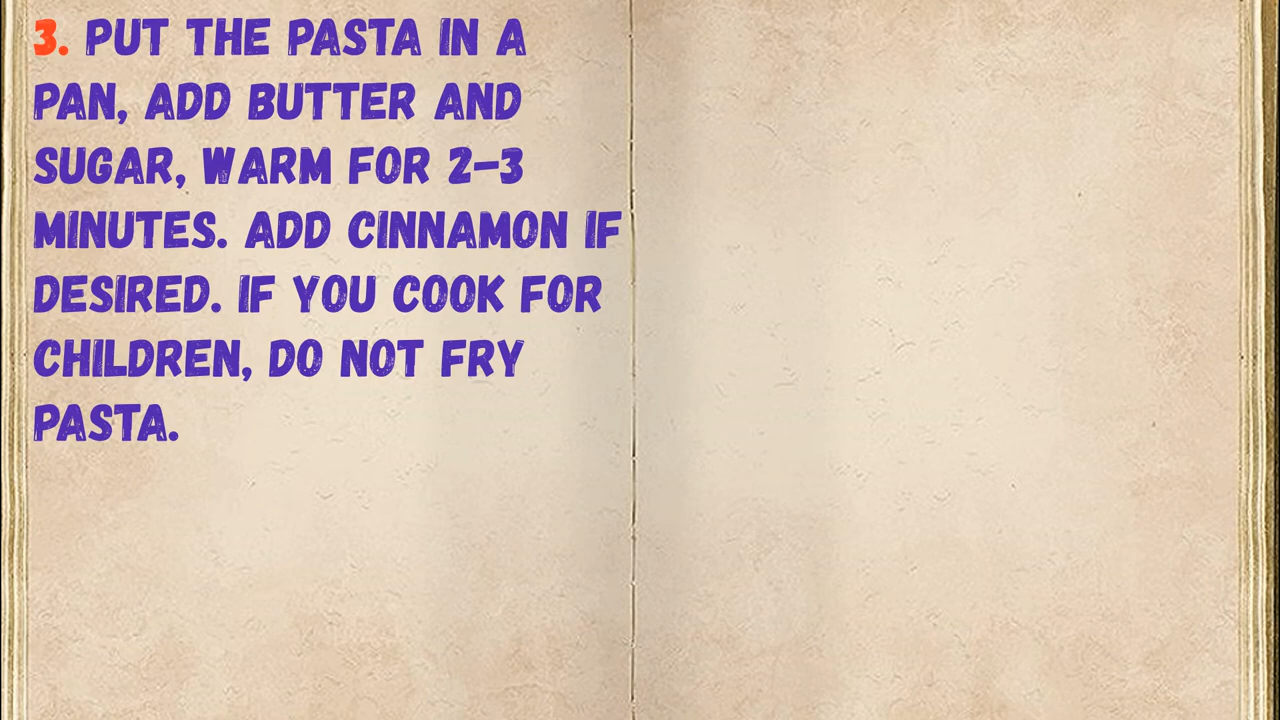 3. PUT THE PASTA IN A
PAN, ADD BUTTER AND
SUGAR, WARM FOR 2–3
MINUTES. ADD CINNAMON IF
DESIRED. IF YOU COOK FOR
CHILDREN, DO NOT FRY
PASTA.